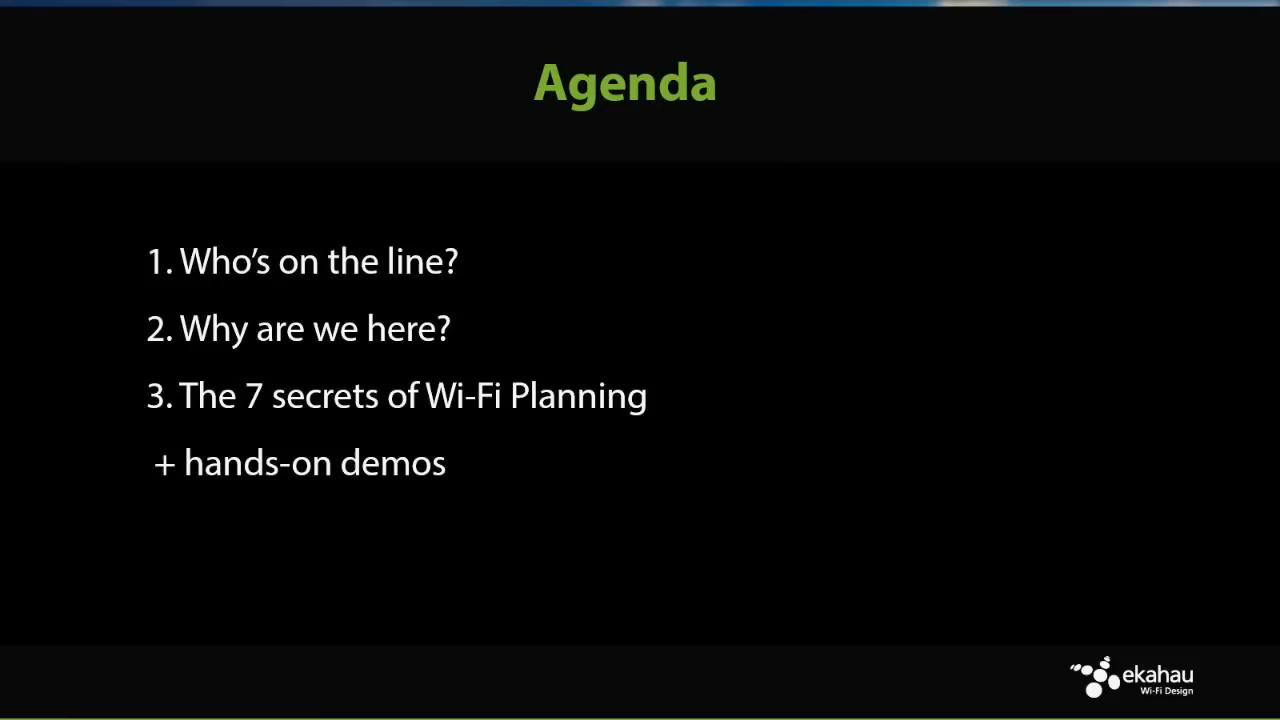 Agenda
1. Who's on the line?
2. Why are we here?
3. The 7 secrets of Wi-Fi Planning
+ hands-on demos
ekahau
Wi-Fi Design